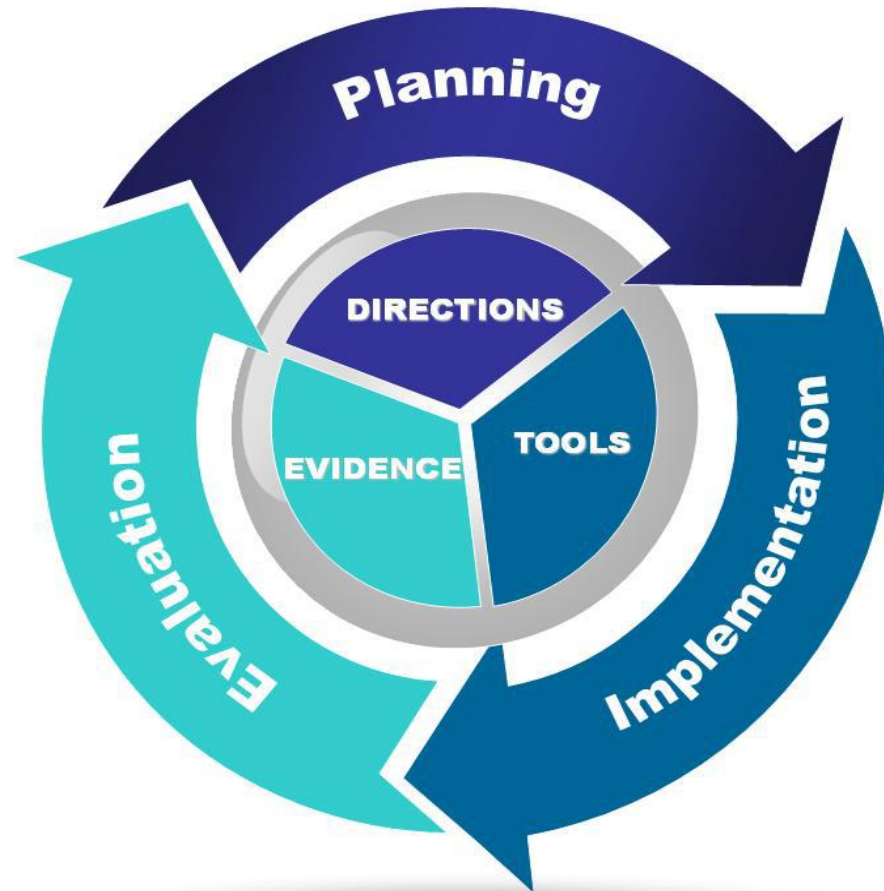 Planning
DIRECTIONS
TOOLS
EVIDENCE
Implementation
Evaluation